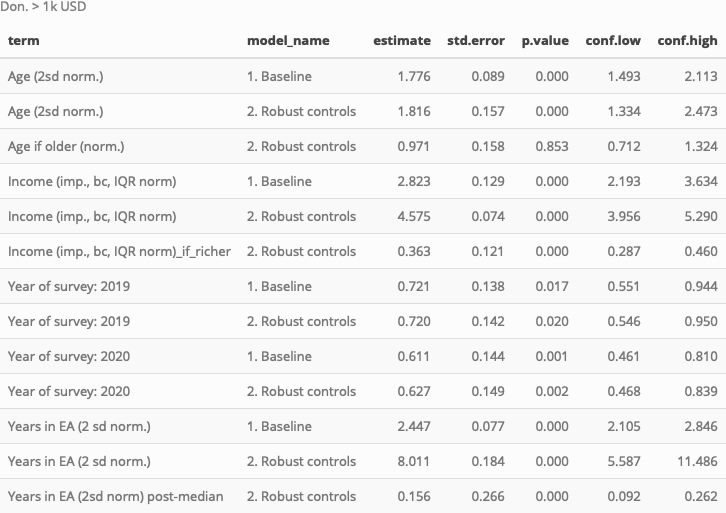 Don. > 1k USD
term model_name estimate std.error p.value conf.low conf.high
Age (2sd norm.) 1. Baseline 1.776 0.089 0.000 1.493 2.113
Age (2sd norm.) 2. Robust controls 1.816 0.157 0.000 1.334 2.473
Age if older (norm.) 2. Robust controls 0.971 0.158 0.853 0.712 1.324
Income (imp., bc, IQR norm) 1. Baseline 2.823 0.129 0.000 2.193 3.634
Income (imp., bc, IQR norm) 2. Robust controls 4.575 0.074 0.000 3.956 5.290
Income (imp., bc, IQR norm)_if_richer 2. Robust controls 0.363 0.121 0.000 0.287 0.460
Year of survey: 2019 1. Baseline 0.721 0.138 0.017 0.551 0.944
Year of survey: 2019 2. Robust controls 0.720 0.142 0.020 0.546 0.950
Year of survey: 2020 1. Baseline 0.611 0.144 0.001 0.461 0.810
Year of survey: 2020 2. Robust controls 0.627 0.149 0.002 0.468 0.839
Years in EA (2 sd norm.) 1. Baseline 2.447 0.077 0.000 2.105 2.846
Years in EA (2 sd norm.) 2. Robust controls 8.011 0.184 0.000 5.587 11.486
Years in EA (2sd norm) post-median 2. Robust controls 0.156 0.266 0.000 0.092 0.262